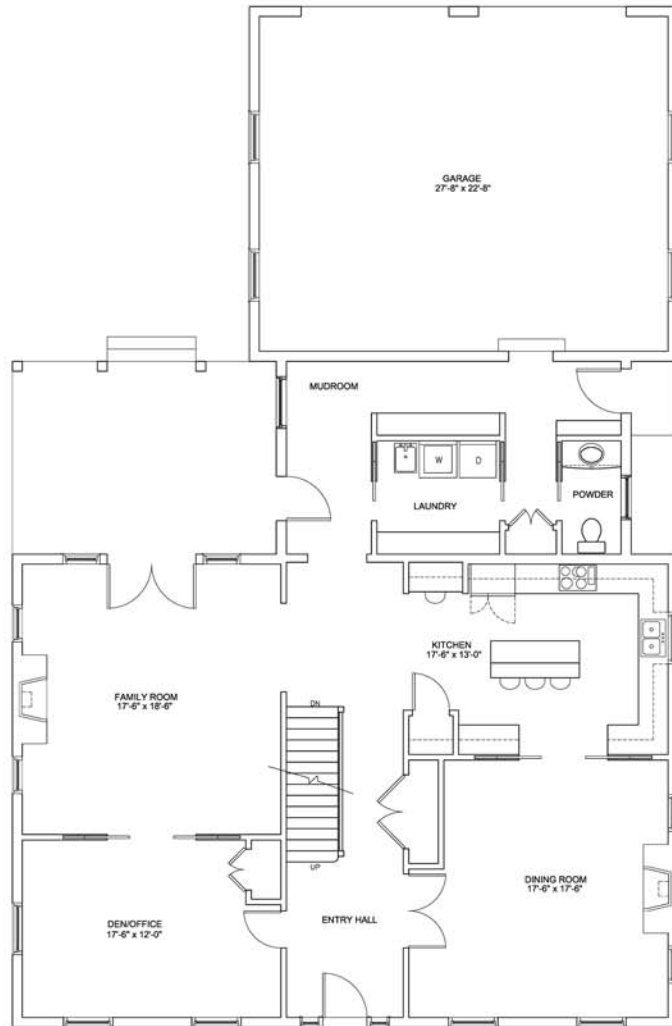 GARAGE
27'-8" x 22'-8"
MUDROOM
W
D
LAUNDRY
POWDER
KITCHEN
17'-6" x 13'-0"
FAMILY ROOM
17'-6" x 18'-6"
DN
UP
DINING ROOM
17'-6" x 17'-6"
DEN/OFFICE
17'-6" x 12'-0"
ENTRY HALL